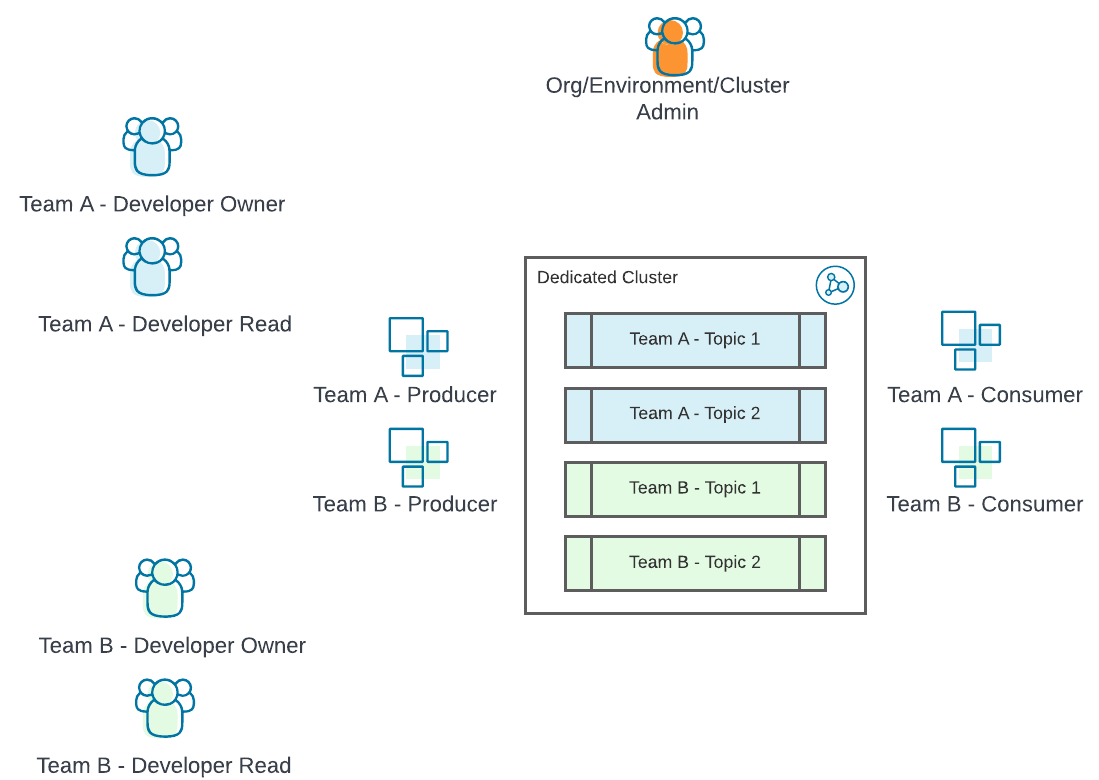 Org/Environment/Cluster
Admin
Team A - Developer Owner
Team A - Developer Read
Dedicated Cluster
Team A - Topic 1
Team A - Producer
Team A - Consumer
Team A - Topic 2
Team B - Topic 1
Team B - Producer
Team B - Consumer
Team B - Topic 2
Team B - Developer Owner
Team B - Developer Read